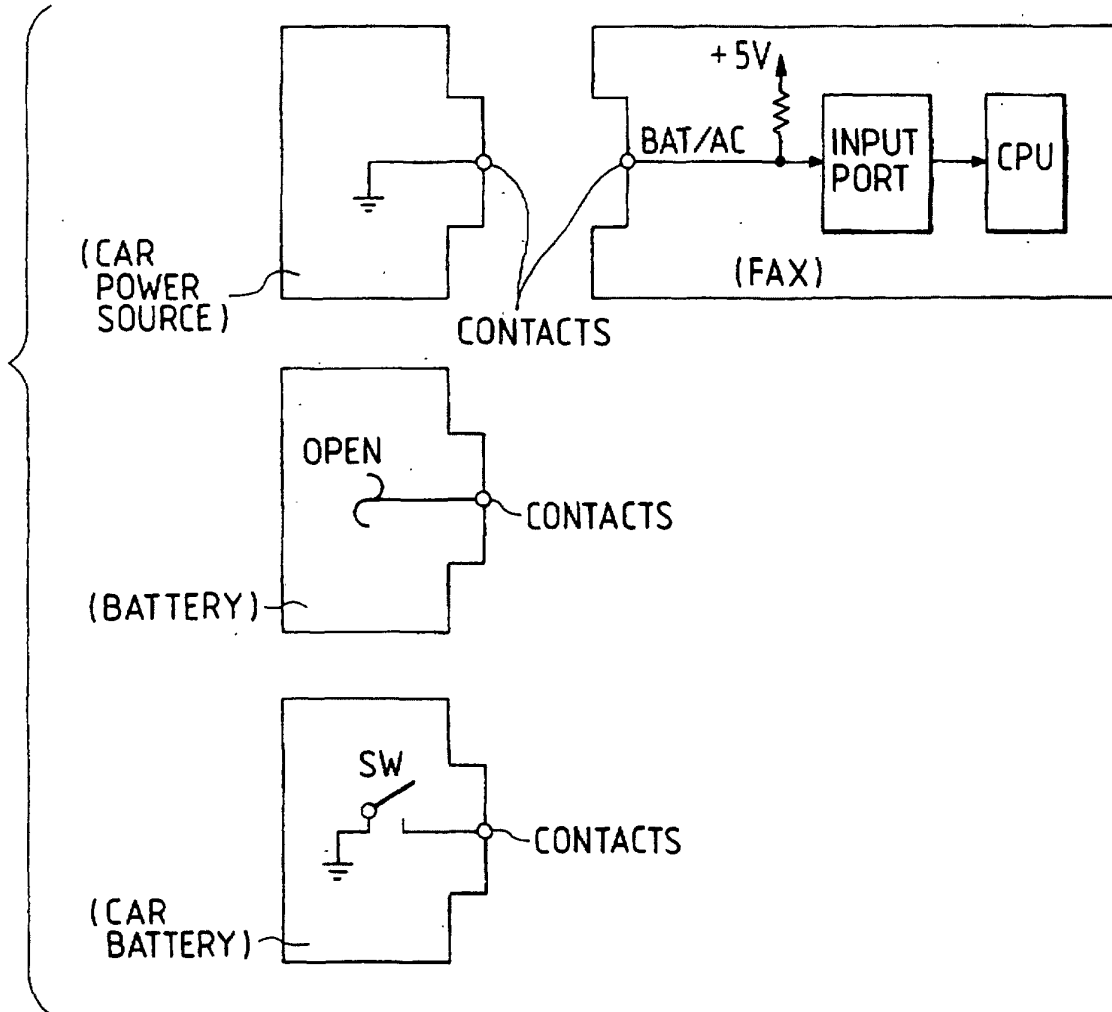 +5V
BAT/AC
INPUT
PORT
CPU
(FAX)
(CAR
POWER
SOURCE)
CONTACTS
OPEN
CONTACTS
(BATTERY)
SW
CONTACTS
(CAR
BATTERY)